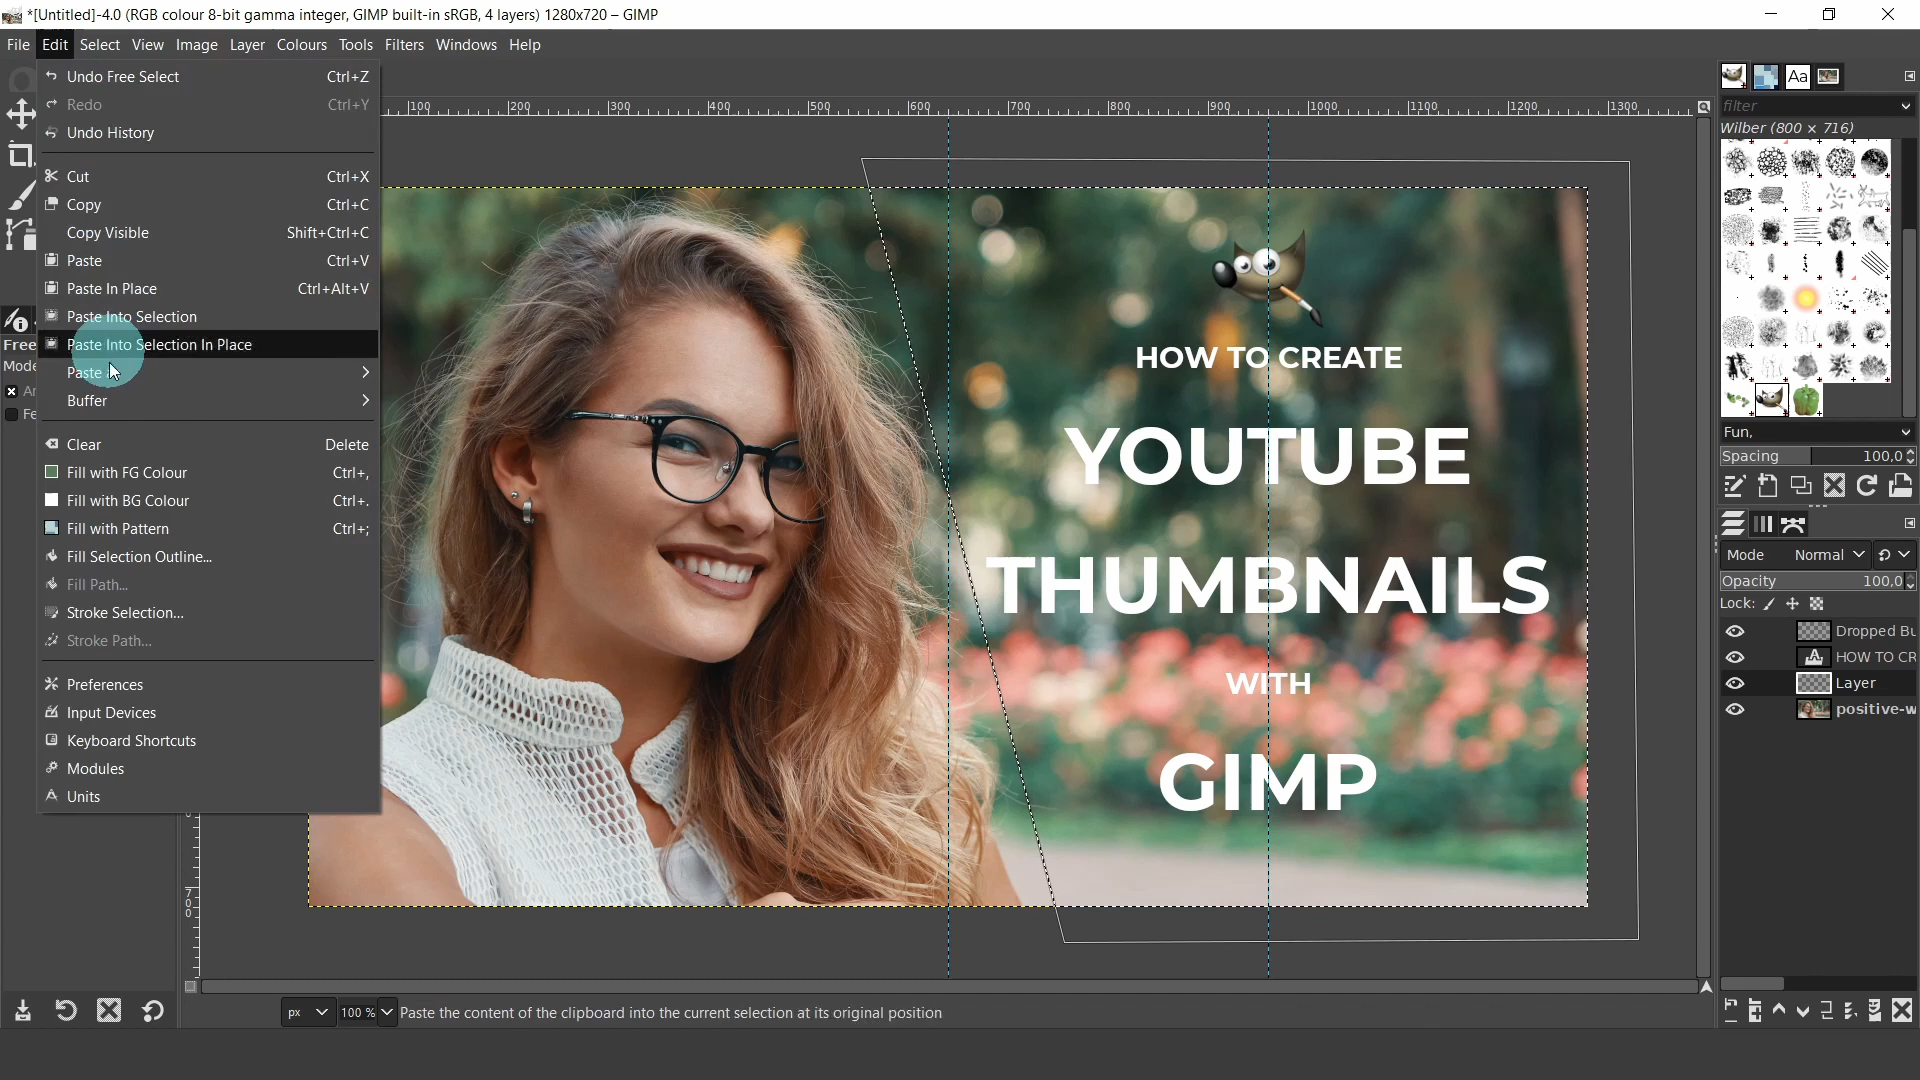 *[Untitled]-4.0 (RGB colour 8-bit gamma integer, GIMP built-in sRGB, 4 layers) 1280x720 – GIMP
File Edit Select View Image Layer Colours Tools Filters Windows Help
Undo Free Select Ctrl+Z
Redo Ctrl+Y
Undo History
Cut Ctrl+X
Copy Ctrl+C
Copy Visible Shift+Ctrl+C
Paste Ctrl+V
Paste In Place Ctrl+Alt+V
Paste Into Selection
Paste Into Selection In Place
Paste
Buffer
Clear Delete
Fill with FG Colour Ctrl+,
Fill with BG Colour Ctrl+.
Fill with Pattern Ctrl+;
Fill Selection Outline...
Fill Path...
Stroke Selection...
Stroke Path...
Preferences
Input Devices
Keyboard Shortcuts
Modules
Units
Free
Mode
100 200 300 400 500 600 700 800 900 1000 1100 1200 1300
700
HOW TO CREATE
YOUTUBE
THUMBNAILS
WITH
GIMP
px 100 % Paste the content of the clipboard into the current selection at its original position
Aa
filter
Wilber (800 × 716)
Fun,
Spacing 100,0
Mode Normal
Opacity 100,0
Lock:
Dropped Bu
HOW TO CR
Layer
positive-w